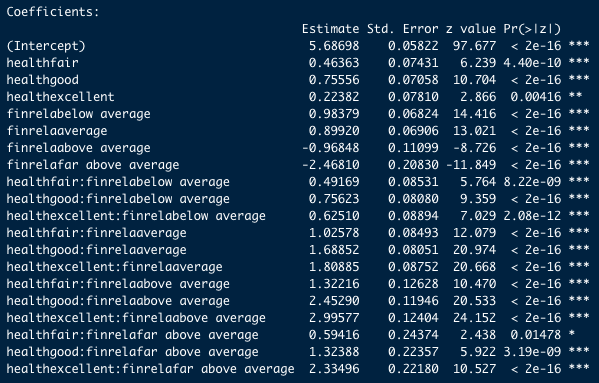 Coefficients:
Estimate Std. Error z value Pr(>|z|)
(Intercept) 5.68698 0.05822 97.677 < 2e-16 ***
healthfair 0.46363 0.07431 6.239 4.40e-10 ***
healthgood 0.75556 0.07058 10.704 < 2e-16 ***
healthexcellent 0.22382 0.07810 2.866 0.00416 **
finrelabelow average 0.98379 0.06824 14.416 < 2e-16 ***
finrelaaverage 0.89920 0.06906 13.021 < 2e-16 ***
finrelaabove average -0.96848 0.11099 -8.726 < 2e-16 ***
finrelafar above average -2.46810 0.20830 -11.849 < 2e-16 ***
healthfair:finrelabelow average 0.49169 0.08531 5.764 8.22e-09 ***
healthgood:finrelabelow average 0.75623 0.08080 9.359 < 2e-16 ***
healthexcellent:finrelabelow average 0.62510 0.08894 7.029 2.08e-12 ***
healthfair:finrelaaverage 1.02578 0.08493 12.079 < 2e-16 ***
healthgood:finrelaaverage 1.68852 0.08051 20.974 < 2e-16 ***
healthexcellent:finrelaaverage 1.80885 0.08752 20.668 < 2e-16 ***
healthfair:finrelaabove average 1.32216 0.12628 10.470 < 2e-16 ***
healthgood:finrelaabove average 2.45290 0.11946 20.533 < 2e-16 ***
healthexcellent:finrelaabove average 2.99577 0.12404 24.152 < 2e-16 ***
healthfair:finrelafar above average 0.59416 0.24374 2.438 0.01478 *
healthgood:finrelafar above average 1.32388 0.22357 5.922 3.19e-09 ***
healthexcellent:finrelafar above average 2.33496 0.22180 10.527 < 2e-16 ***